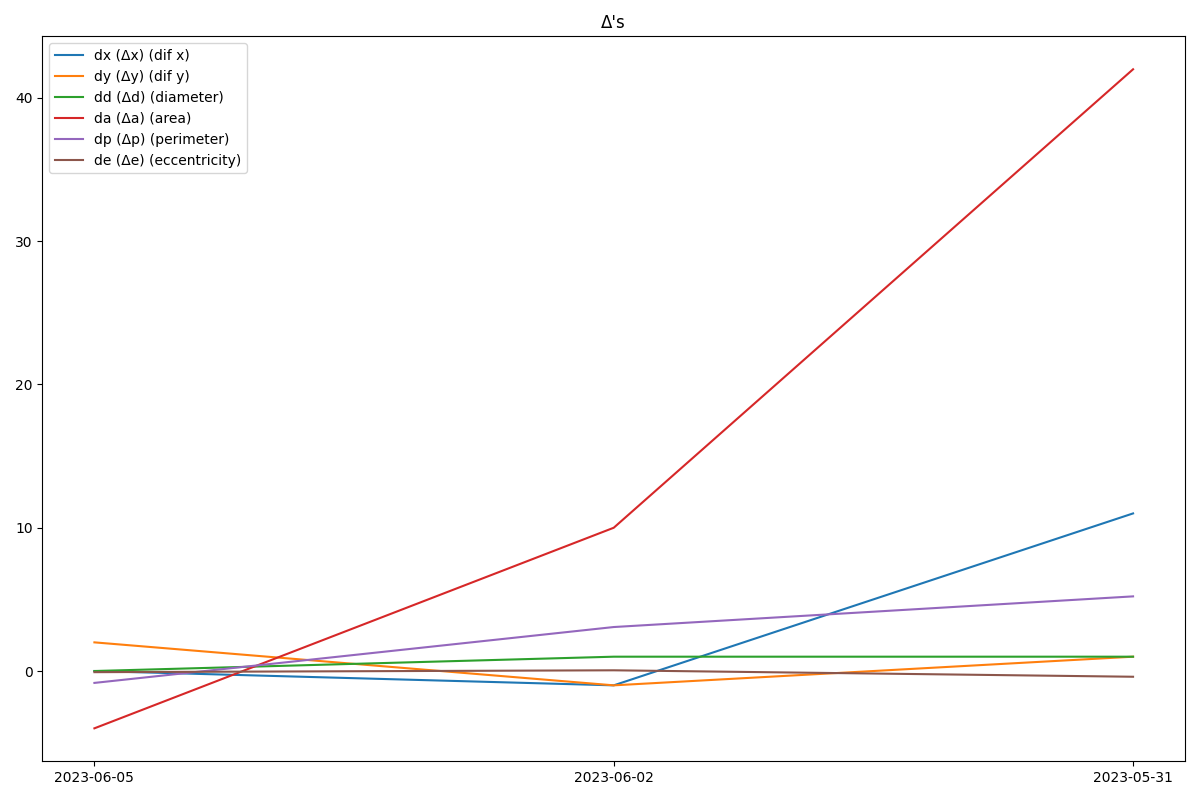 Δ's
dx (Δx) (dif x)
dy (Δy) (dif y)
dd (Δd) (diameter)
da (Δa) (area)
dp (Δp) (perimeter)
de (Δe) (eccentricity)
40
30
20
10
0
2023-06-05 2023-06-02 2023-05-31